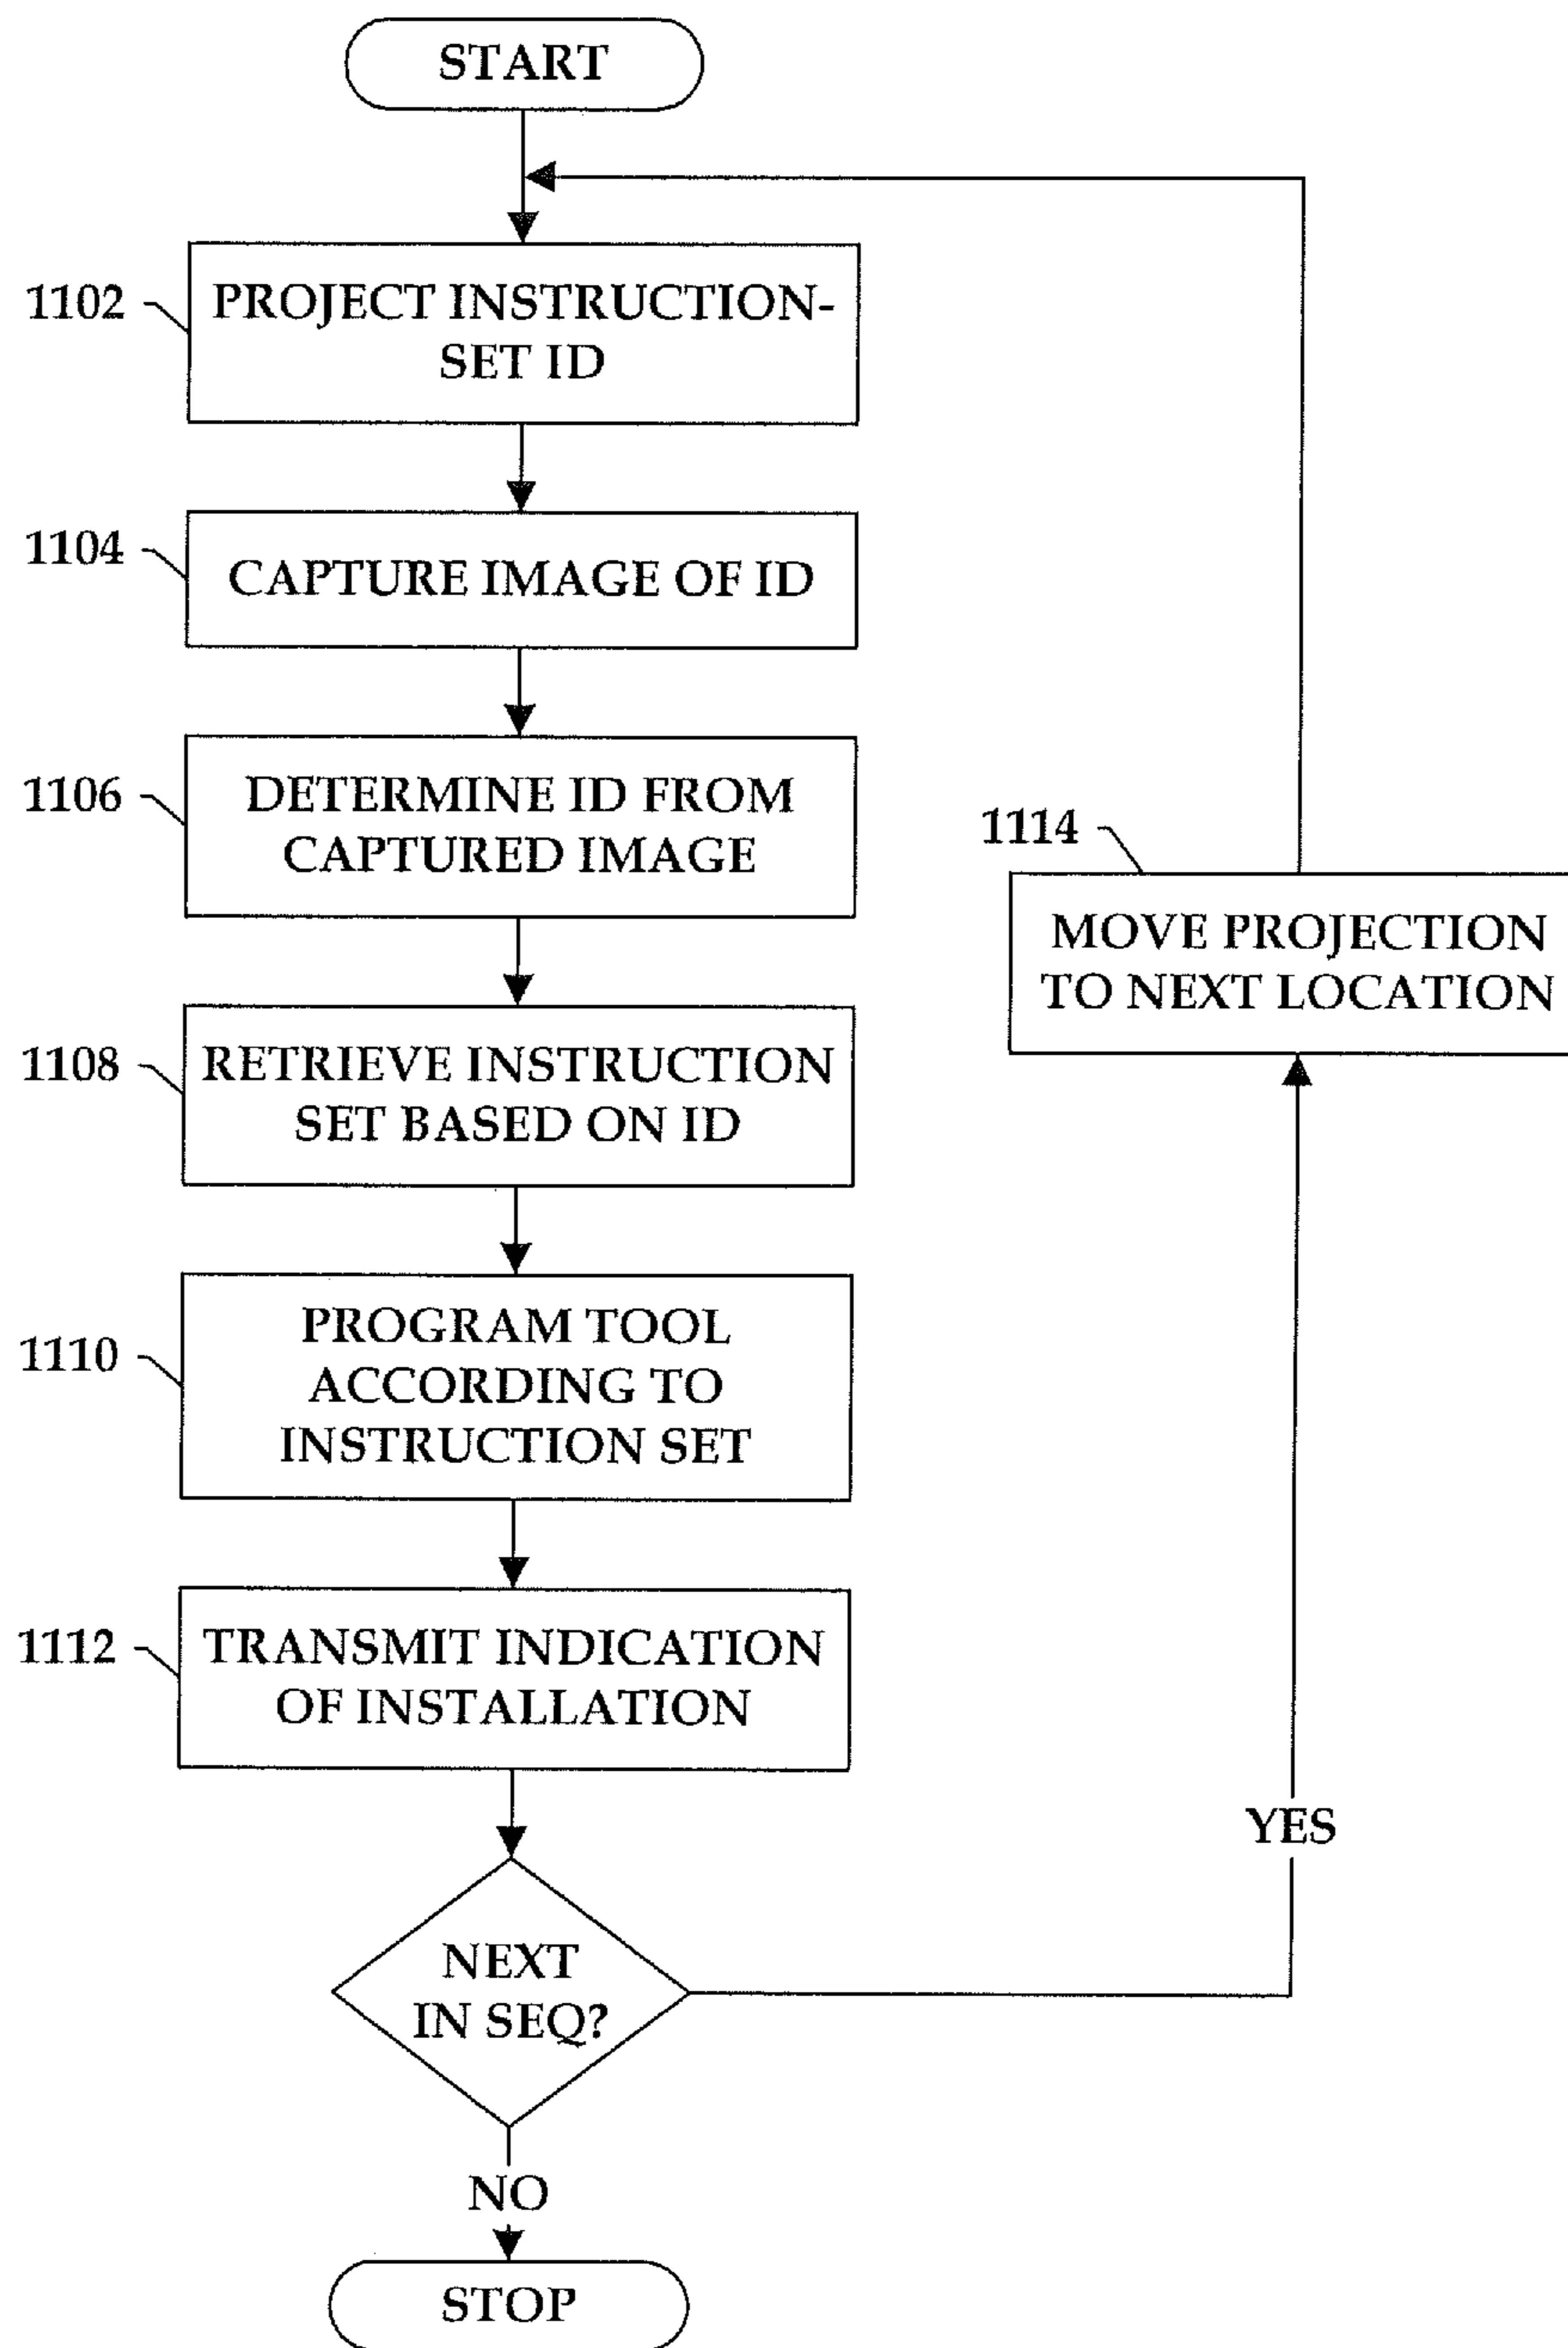 START
1102
PROJECT INSTRUCTION-
SET ID
1104
CAPTURE IMAGE OF ID
1106
DETERMINE ID FROM
CAPTURED IMAGE
1114
MOVE PROJECTION
TO NEXT LOCATION
1108
RETRIEVE INSTRUCTION
SET BASED ON ID
1110
PROGRAM TOOL
ACCORDING TO
INSTRUCTION SET
1112
TRANSMIT INDICATION
OF INSTALLATION
YES
NEXT
IN SEQ?
NO
STOP